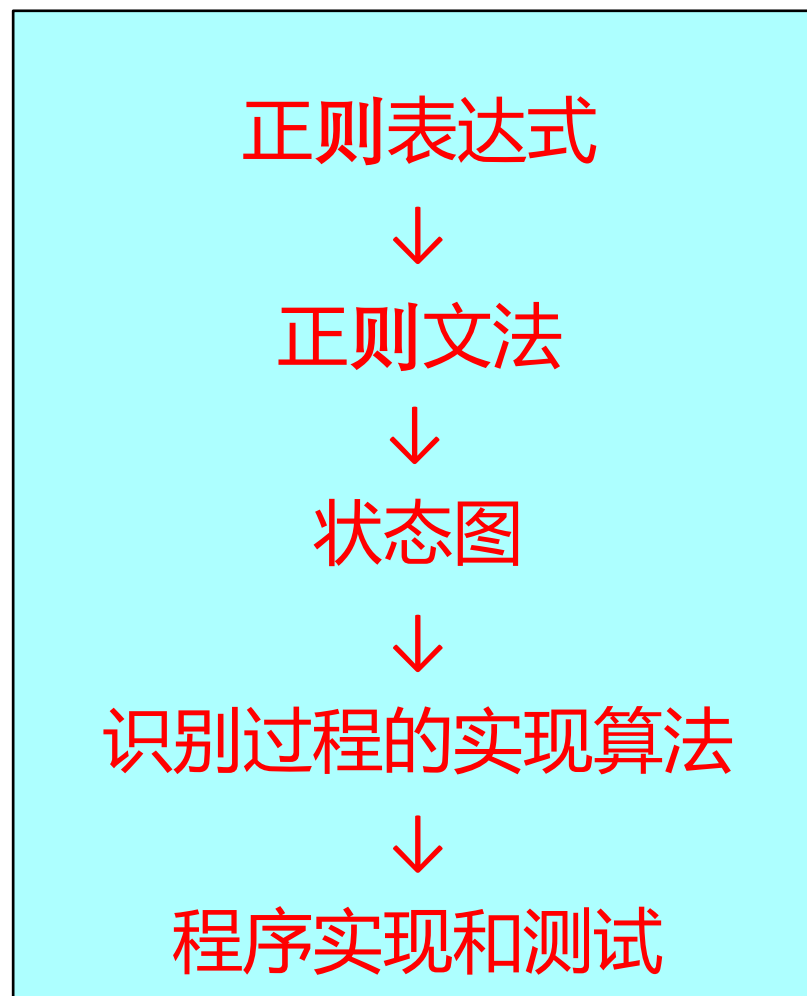 正则表达式
↓
正则文法
↓
状态图
↓
识别过程的实现算法
↓
程序实现和测试